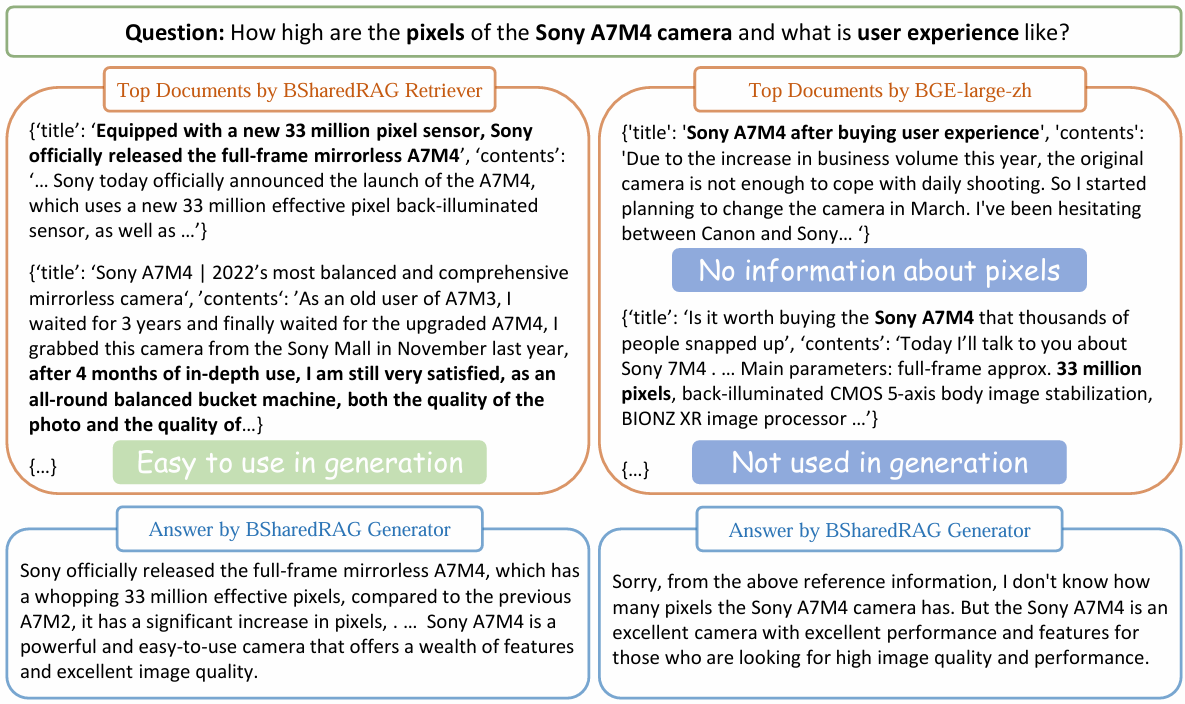 Question: How high are the pixels of the Sony A7M4 camera and what is user experience like?
Top Documents by BSharedRAG Retriever
{‘title’: ‘Equipped with a new 33 million pixel sensor, Sony
officially released the full-frame mirrorless A7M4’, ‘contents’:
‘… Sony today officially announced the launch of the A7M4,
which uses a new 33 million effective pixel back-illuminated
sensor, as well as …’}
{‘title’: ‘Sony A7M4 | 2022’s most balanced and comprehensive
mirrorless camera‘, ’contents‘: ’As an old user of A7M3, I
waited for 3 years and finally waited for the upgraded A7M4, I
grabbed this camera from the Sony Mall in November last year,
after 4 months of in-depth use, I am still very satisfied, as an
all-round balanced bucket machine, both the quality of the
photo and the quality of…}
{…}
Easy to use in generation
Top Documents by BGE-large-zh
{'title': 'Sony A7M4 after buying user experience', 'contents':
'Due to the increase in business volume this year, the original
camera is not enough to cope with daily shooting. So I started
planning to change the camera in March. I've been hesitating
between Canon and Sony… ‘}
No information about pixels
{‘title’: ‘Is it worth buying the Sony A7M4 that thousands of
people snapped up’, ‘contents’: ‘Today I’ll talk to you about
Sony 7M4 . … Main parameters: full-frame approx. 33 million
pixels, back-illuminated CMOS 5-axis body image stabilization,
BIONZ XR image processor …’}
{…}
Not used in generation
Answer by BSharedRAG Generator
Sony officially released the full-frame mirrorless A7M4, which has
a whopping 33 million effective pixels, compared to the previous
A7M2, it has a significant increase in pixels, . …  Sony A7M4 is a
powerful and easy-to-use camera that offers a wealth of features
and excellent image quality.
Answer by BSharedRAG Generator
Sorry, from the above reference information, I don't know how
many pixels the Sony A7M4 camera has. But the Sony A7M4 is an
excellent camera with excellent performance and features for
those who are looking for high image quality and performance.